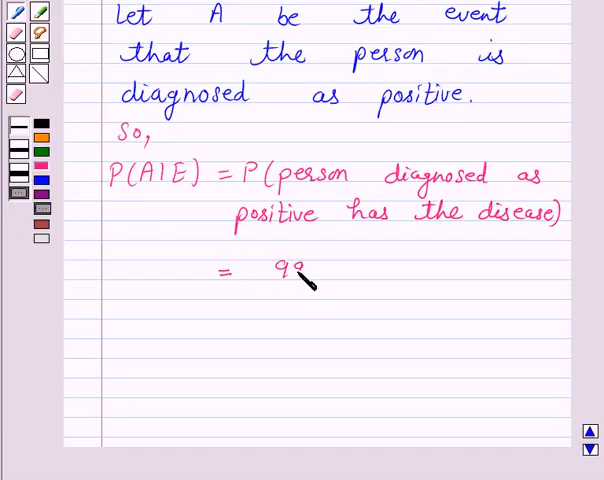 Let A be the event
that the person is
diagnosed as positive.
So,
P(A|E) = P(person diagnosed as
positive has the disease)
= 99